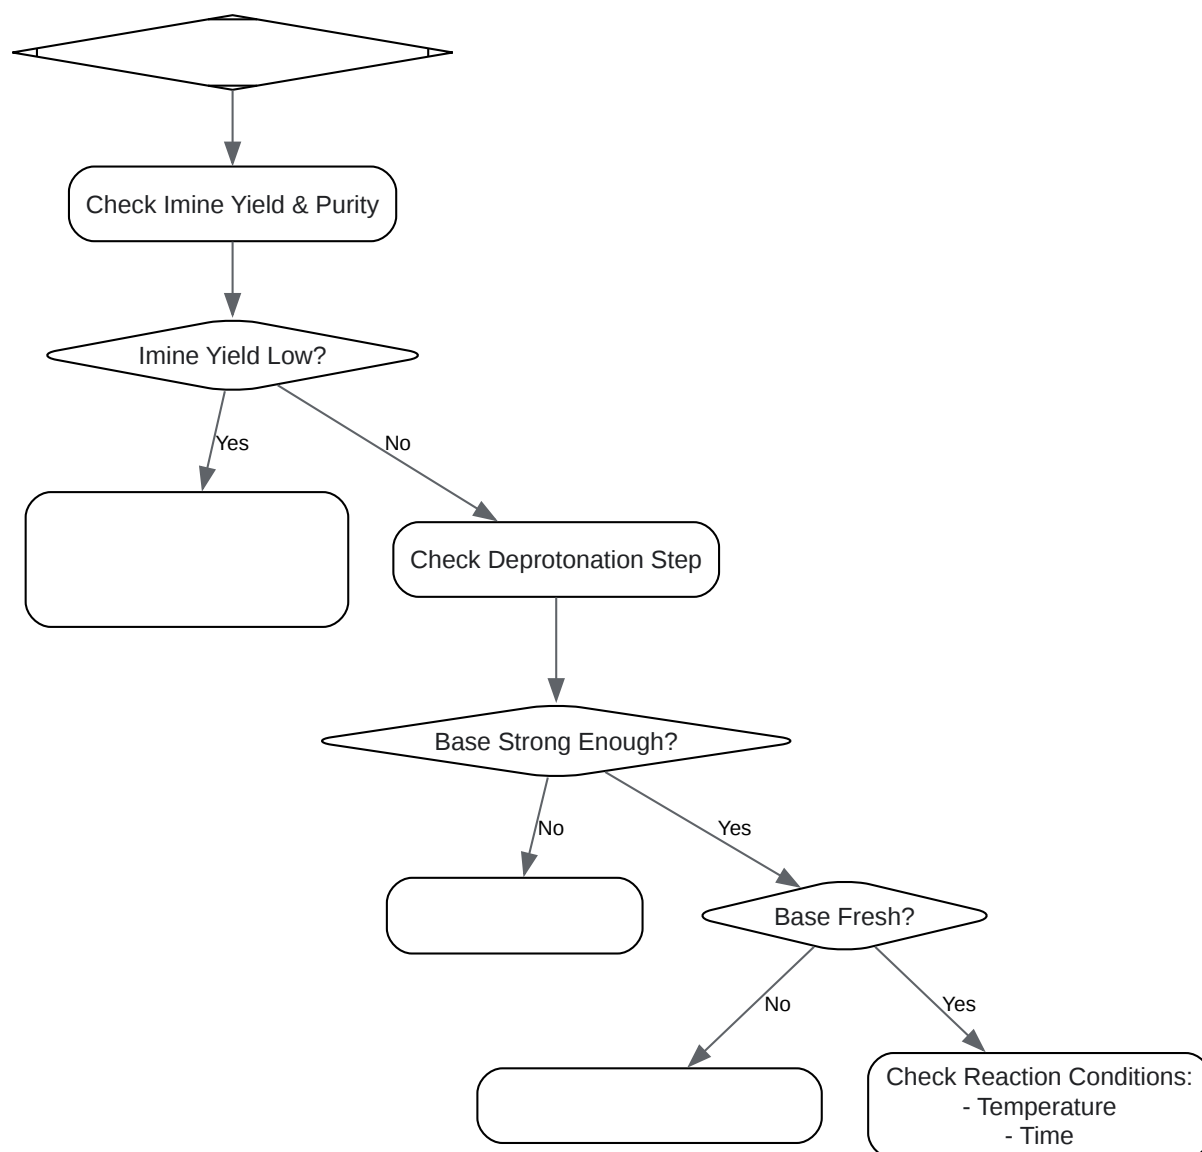 Check Imine Yield & Purity
Imine Yield Low?
Yes
No
Check Deprotonation Step
Base Strong Enough?
No
Yes
Base Fresh?
No
Yes
Check Reaction Conditions:
- Temperature
- Time